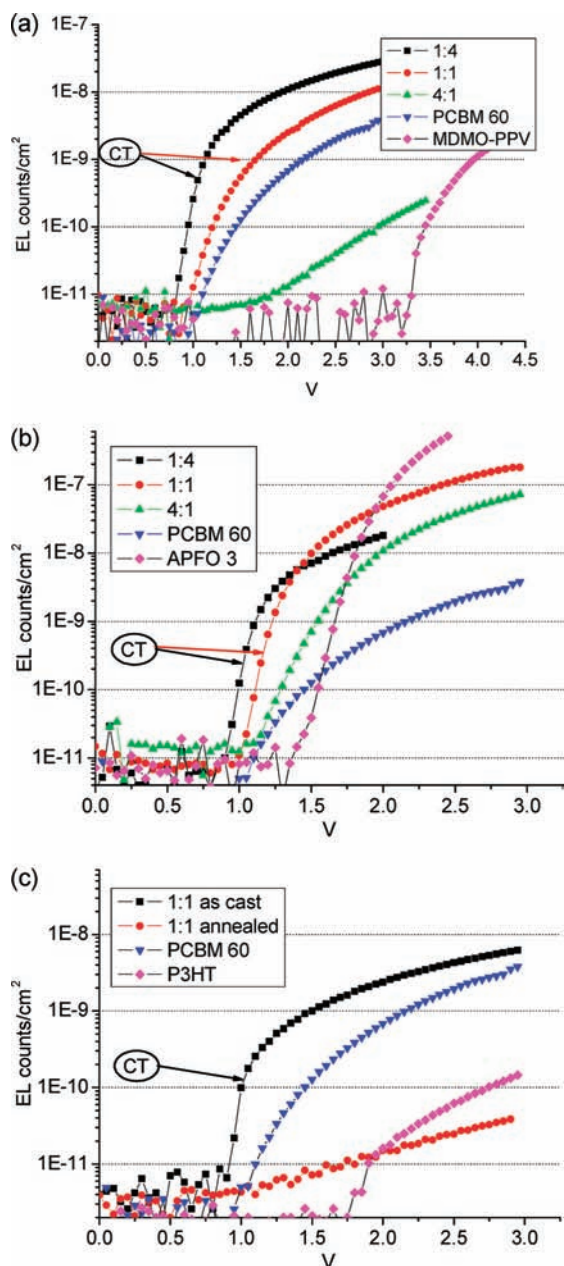 (a)
1E-7
1E-8
1E-9
1E-10
1E-11
EL counts/cm²
CT
1:4
1:1
4:1
PCBM 60
MDMO-PPV
0.0 0.5 1.0 1.5 2.0 2.5 3.0 3.5 4.0 4.5
V
(b)
1E-7
1E-8
1E-9
1E-10
1E-11
EL counts/cm²
1:4
1:1
4:1
PCBM 60
APFO 3
CT
0.0 0.5 1.0 1.5 2.0 2.5 3.0
V
(c)
1E-8
1E-9
1E-10
1E-11
EL counts/cm²
1:1 as cast
1:1 annealed
PCBM 60
P3HT
CT
0.0 0.5 1.0 1.5 2.0 2.5 3.0
V